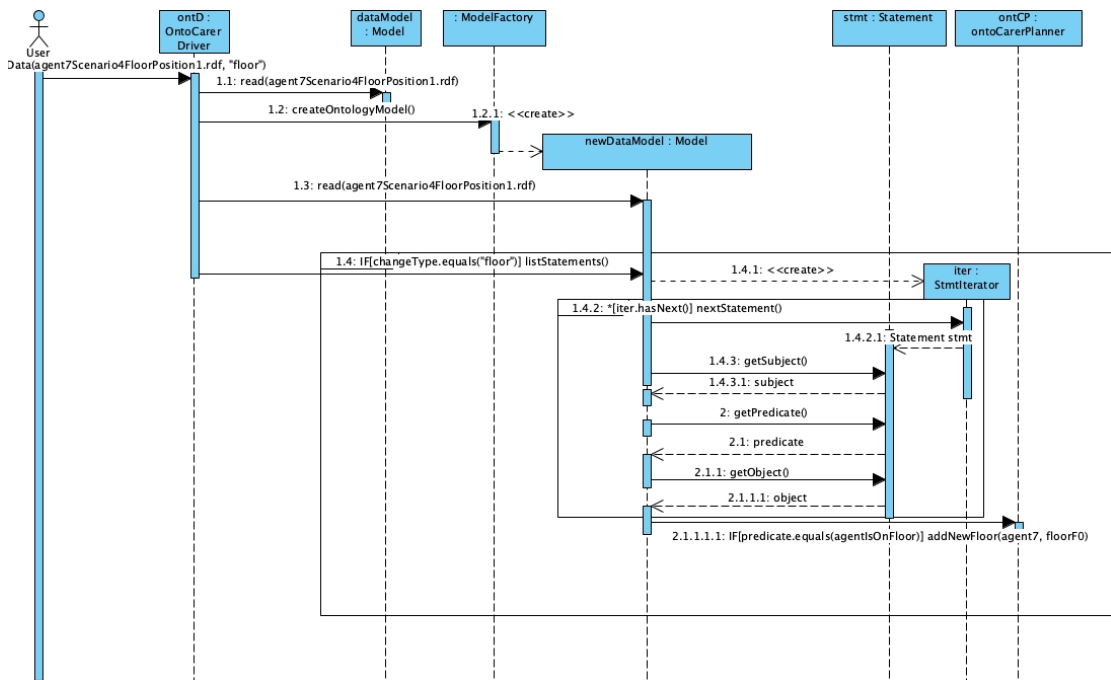 ontD :
OntoCarer
Driver
dataModel
: Model
: ModelFactory
stmt : Statement
ontCP :
ontoCarerPlanner
User
Data(agent7Scenario4FloorPosition1.rdf, "floor")
1.1: read(agent7Scenario4FloorPosition1.rdf)
1.2: createOntologyModel()
1.2.1: <<create>>
newDataModel : Model
1.3: read(agent7Scenario4FloorPosition1.rdf)
1.4: IF[changeType.equals("floor")] listStatements()
1.4.1: <<create>>
iter :
StmtIterator
1.4.2: *[iter.hasNext()] nextStatement()
1.4.2.1: Statement stmt
1.4.3: getSubject()
1.4.3.1: subject
2: getPredicate()
2.1: predicate
2.1.1: getObject()
2.1.1.1: object
2.1.1.1.1: IF[predicate.equals(agentIsOnFloor)] addNewFloor(agent7, floorF0)